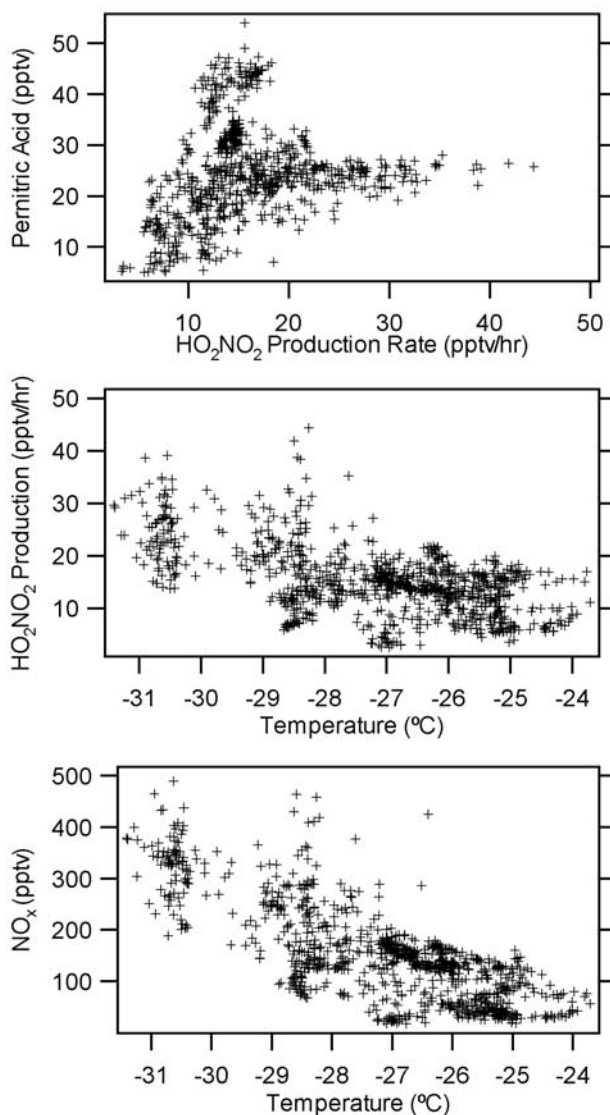 Pernitric Acid (pptv)
50
40
30
20
10
10 20 30 40 50
HO₂NO₂ Production Rate (pptv/hr)
HO₂NO₂ Production (pptv/hr)
50
40
30
20
10
-31 -30 -29 -28 -27 -26 -25 -24
Temperature (ºC)
NOₓ (pptv)
500
400
300
200
100
-31 -30 -29 -28 -27 -26 -25 -24
Temperature (ºC)